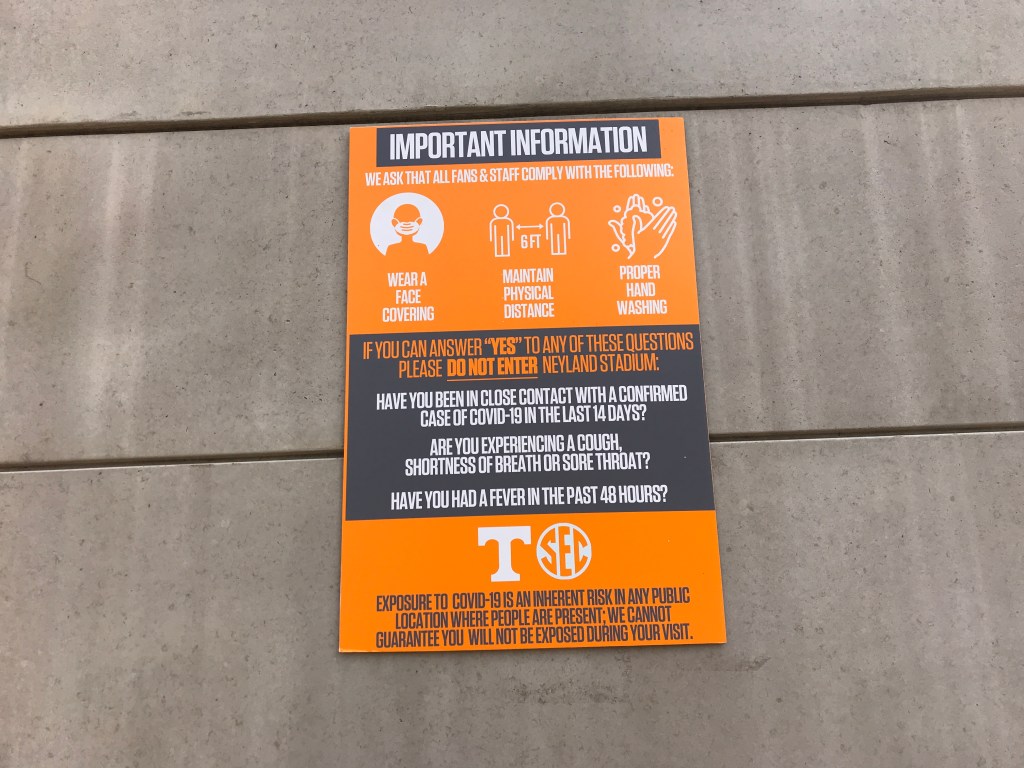 IMPORTANT INFORMATION
WE ASK THAT ALL FANS & STAFF COMPLY WITH THE FOLLOWING:
6 FT
WEAR A
FACE
COVERING
MAINTAIN
PHYSICAL
DISTANCE
PROPER
HAND
WASHING
IF YOU CAN ANSWER "YES" TO ANY OF THESE QUESTIONS
PLEASE DO NOT ENTER NEYLAND STADIUM:
HAVE YOU BEEN IN CLOSE CONTACT WITH A CONFIRMED
CASE OF COVID-19 IN THE LAST 14 DAYS?
ARE YOU EXPERIENCING A COUGH,
SHORTNESS OF BREATH OR SORE THROAT?
HAVE YOU HAD A FEVER IN THE PAST 48 HOURS?
T SEC
EXPOSURE TO COVID-19 IS AN INHERENT RISK IN ANY PUBLIC
LOCATION WHERE PEOPLE ARE PRESENT; WE CANNOT
GUARANTEE YOU WILL NOT BE EXPOSED DURING YOUR VISIT.